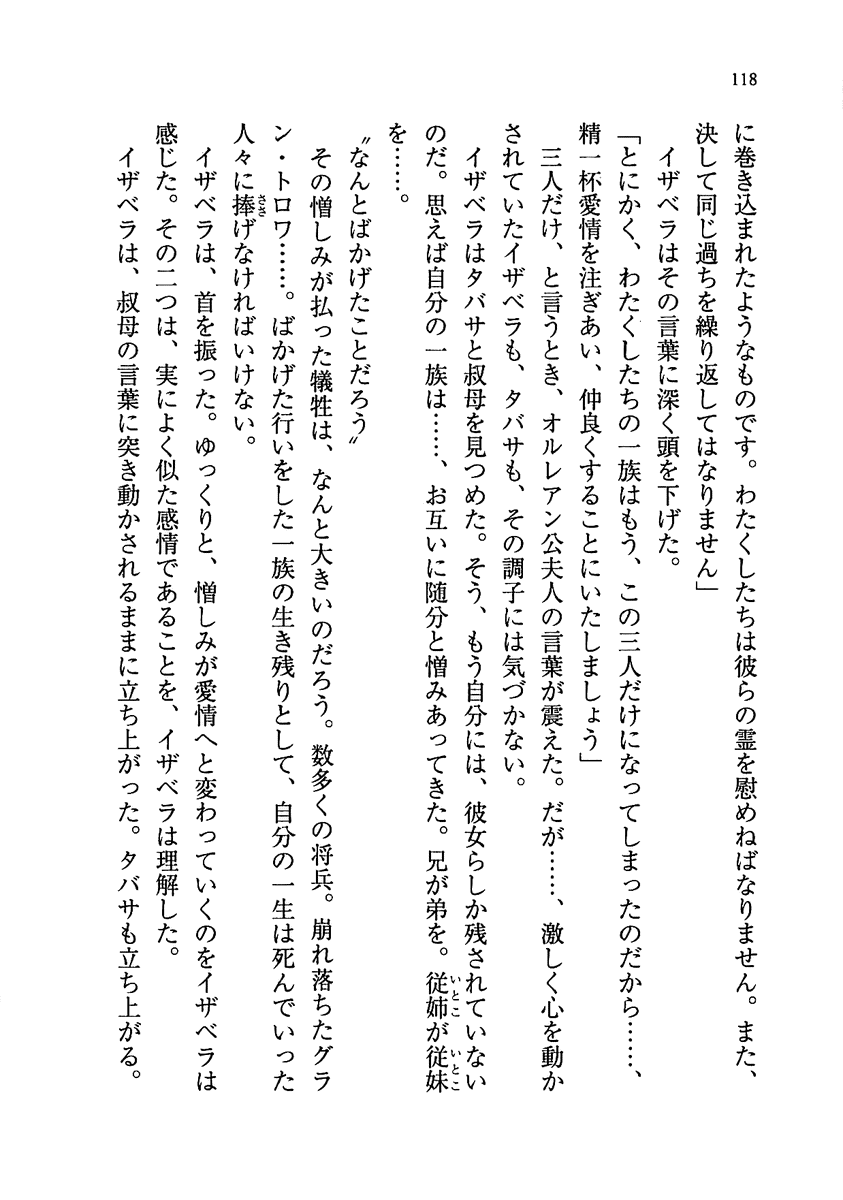 118
に巻き込まれたようなものです。わたくしたちは彼らの霊を慰めねばなりません。また、
決して同じ過ちを繰り返してはなりません」
イザベラはその言葉に深く頭を下げた。
「とにかく、わたくしたちの一族はもう、この三人だけになってしまったのだから……、
精一杯愛情を注ぎあい、仲良くすることにいたしましょう」
三人だけ、と言うとき、オルレアン公夫人の言葉が震えた。だが……、激しく心を動か
されていたイザベラも、タバサも、その調子には気づかない。
イザベラはタバサと叔母を見つめた。そう、もう自分には、彼女らしか残されていない
のだ。思えば自分の一族は……、お互いに随分と憎みあってきた。兄が弟を。従姉が従妹
を……。
〝なんとばかげたことだろう〟
その憎しみが払った犠牲は、なんと大きいのだろう。数多くの将兵。崩れ落ちたグラ
ン・トロワ……。ばかげた行いをした一族の生き残りとして、自分の一生は死んでいった
人々に捧げなければいけない。
イザベラは、首を振った。ゆっくりと、憎しみが愛情へと変わっていくのをイザベラは
感じた。その二つは、実によく似た感情であることを、イザベラは理解した。
イザベラは、叔母の言葉に突き動かされるままに立ち上がった。タバサも立ち上がる。